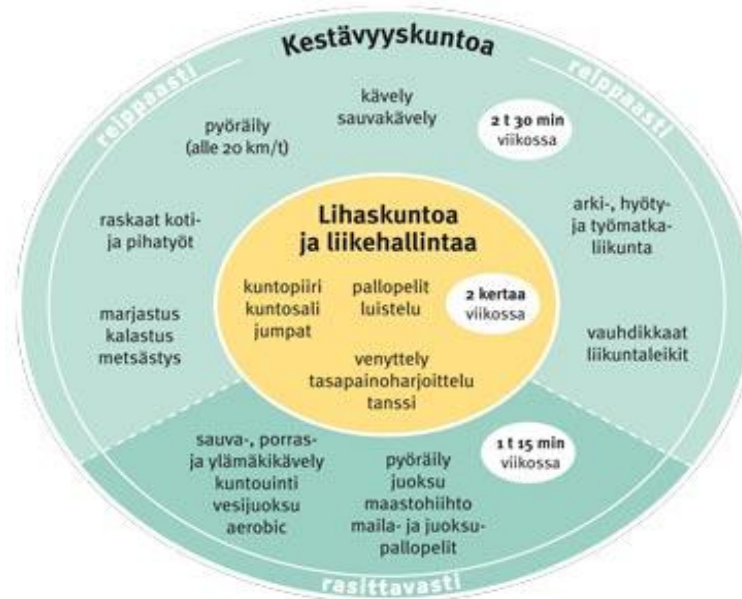 Kestävyyskuntoa
reippaasti
reippaasti
kävely
sauvakävely
2 t 30 min
viikossa
pyöräily
(alle 20 km/t)
raskaat koti-
ja pihatyöt
arki-, hyöty-
ja työmatka-
liikunta
marjastus
kalastus
metsästys
vauhdikkaat
liikuntaleikit
Lihaskuntoa
ja liikehallintaa
kuntopiiri
kuntosali
jumpat
pallopelit
luistelu
2 kertaa
viikossa
venyttely
tasapainoharjoittelu
tanssi
sauva-, porras-
ja ylämäkikävely
kuntouinti
vesijuoksu
aerobic
pyöräily
juoksu
maastohiihto
maila- ja juoksu-
pallopelit
1 t 15 min
viikossa
rasittavasti